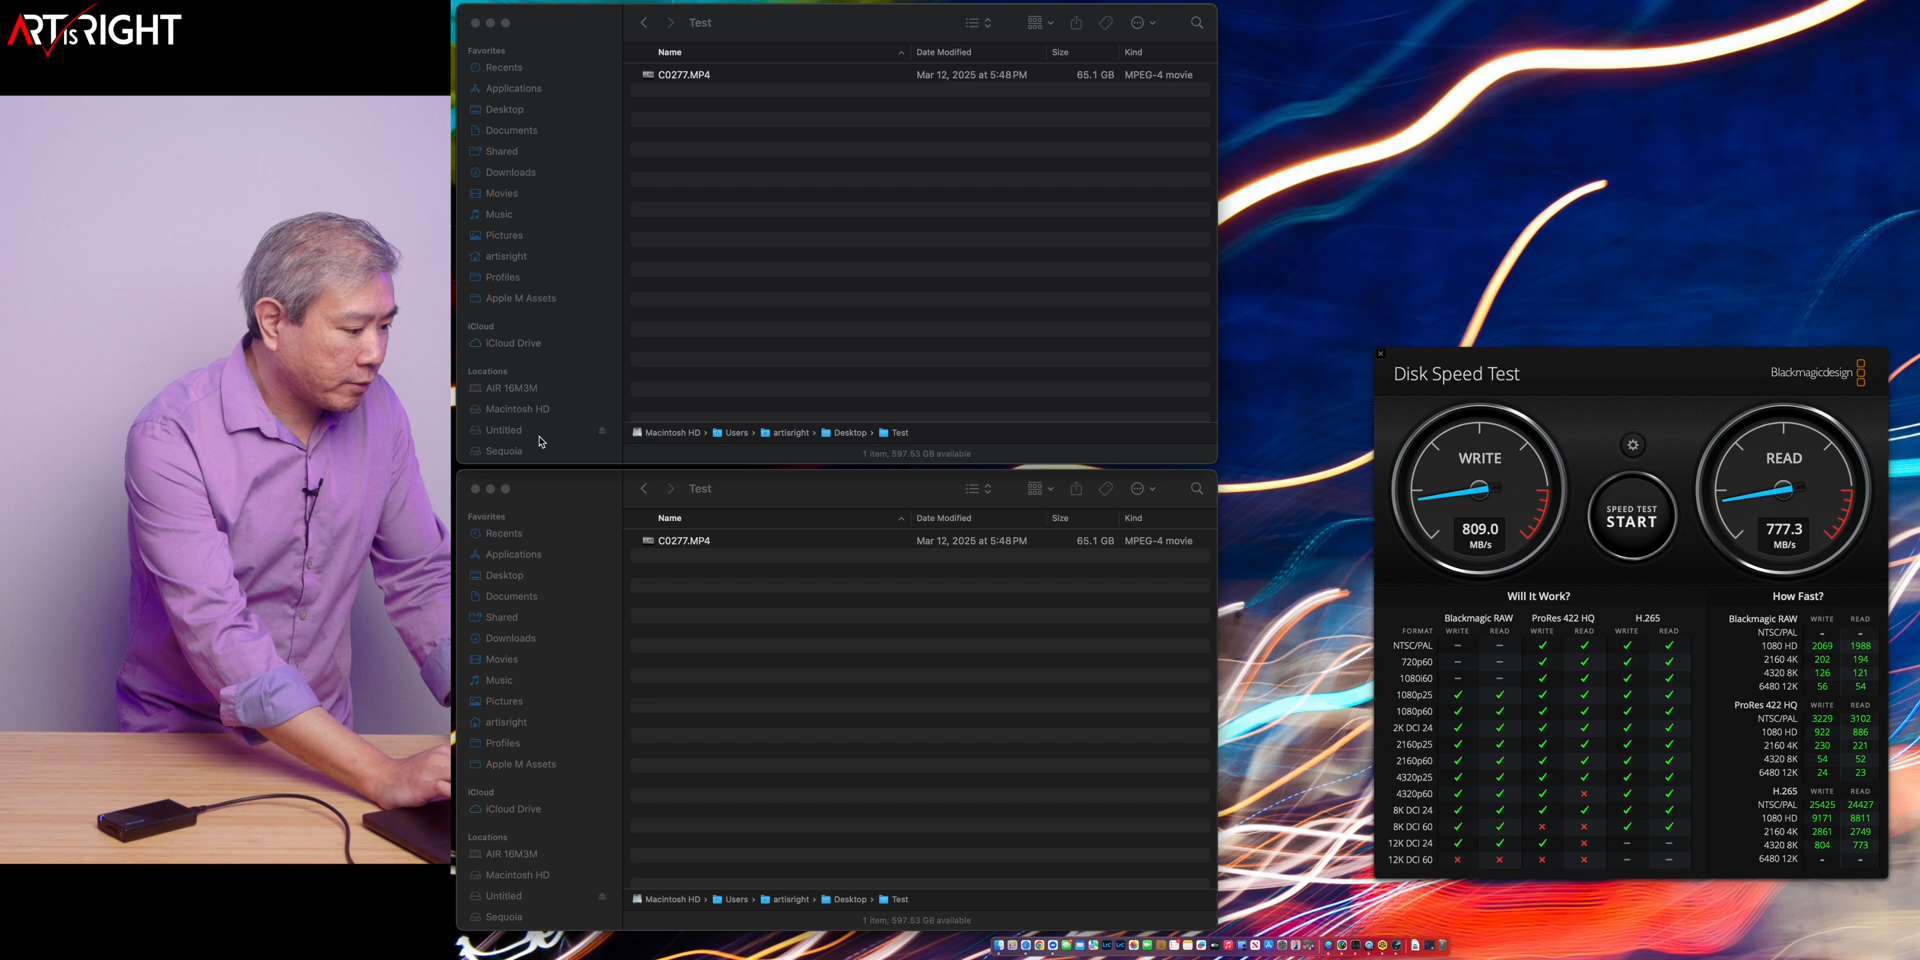 ART IS RIGHT
Test
Name Date Modified Size Kind
C0277.MP4 Mar 12, 2025 at 5:48 PM 65.1 GB MPEG-4 movie
Favorites
Recents
Applications
Desktop
Documents
Shared
Downloads
Movies
Music
Pictures
artisright
Profiles
Apple M Assets
iCloud
iCloud Drive
Locations
AIR 16M3M
Macintosh HD
Untitled
Sequoia
Macintosh HD › Users › artisright › Desktop › Test
1 item, 597.53 GB available
Test
Name Date Modified Size Kind
C0277.MP4 Mar 12, 2025 at 5:48 PM 65.1 GB MPEG-4 movie
Favorites
Recents
Applications
Desktop
Documents
Shared
Downloads
Movies
Music
Pictures
artisright
Profiles
Apple M Assets
iCloud
iCloud Drive
Locations
AIR 16M3M
Macintosh HD
Untitled
Sequoia
Macintosh HD › Users › artisright › Desktop › Test
1 item, 597.53 GB available
Disk Speed Test
Blackmagicdesign
WRITE
809.0
MB/s
SPEED TEST
START
READ
777.3
MB/s
Will It Work?
Blackmagic RAW ProRes 422 HQ H.265
FORMAT WRITE READ WRITE READ WRITE READ
NTSC/PAL – – ✓ ✓ ✓ ✓
720p60 – – ✓ ✓ ✓ ✓
1080i60 – – ✓ ✓ ✓ ✓
1080p25 ✓ ✓ ✓ ✓ ✓ ✓
1080p60 ✓ ✓ ✓ ✓ ✓ ✓
2K DCI 24 ✓ ✓ ✓ ✓ ✓ ✓
2160p25 ✓ ✓ ✓ ✓ ✓ ✓
2160p60 ✓ ✓ ✓ ✓ ✓ ✓
4320p25 ✓ ✓ ✓ ✓ ✓ ✓
4320p60 ✓ ✓ ✓ × ✓ ✓
8K DCI 24 ✓ ✓ ✓ ✓ ✓ ✓
8K DCI 60 ✓ ✓ × × ✓ ✓
12K DCI 24 ✓ ✓ ✓ × – –
12K DCI 60 × × × × – –
How Fast?
Blackmagic RAW WRITE READ
NTSC/PAL - -
1080 HD 2069 1988
2160 4K 202 194
4320 8K 126 121
6480 12K 56 54
ProRes 422 HQ WRITE READ
NTSC/PAL 3229 3102
1080 HD 922 886
2160 4K 230 221
4320 8K 54 52
6480 12K 24 23
H.265 WRITE READ
NTSC/PAL 25425 24427
1080 HD 9171 8811
2160 4K 2861 2749
4320 8K 804 773
6480 12K - -